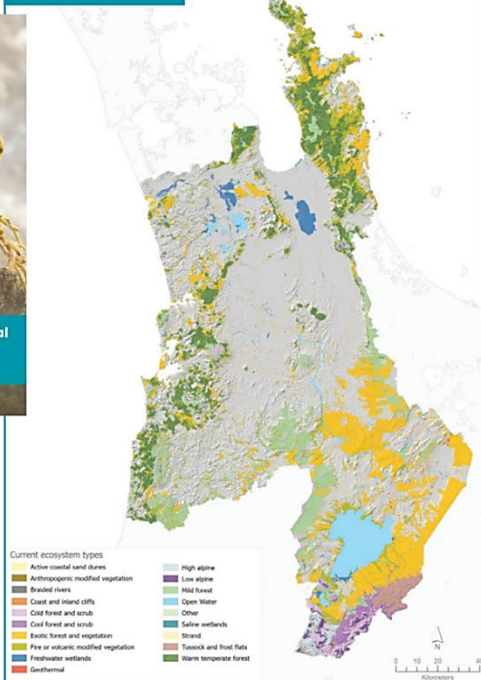 al
Current ecosystem types
Active coastal sand dunes
Anthropogenic modified vegetation
Braided rivers
Coast and inland cliffs
Cold forest and scrub
Cool forest and scrub
Exotic forest and vegetation
Fire or volcanic modified vegetation
Freshwater wetlands
Geothermal
High alpine
Low alpine
Mild forest
Open Water
Other
Saline wetlands
Strand
Tussock and frost flats
Warm temperate forest
N
0 10 20
Kilometers